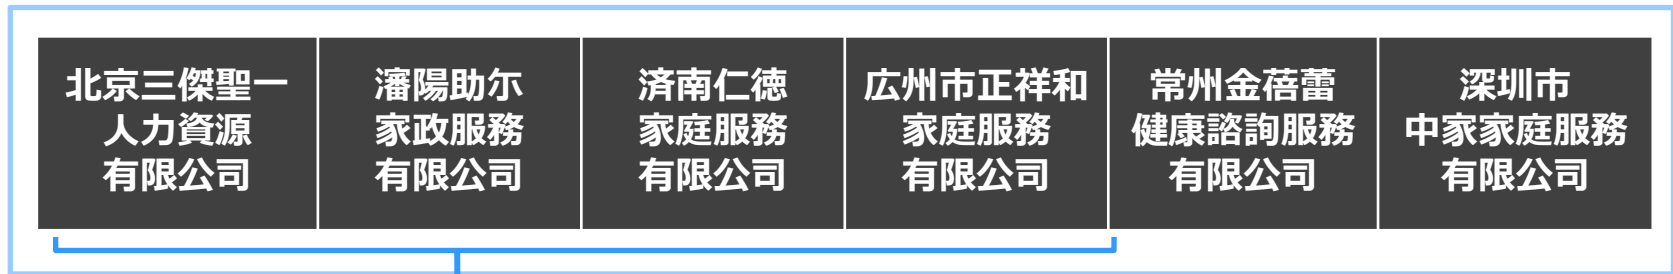 北京三傑聖一
人力資源
有限公司
瀋陽助尓
家政服務
有限公司
済南仁徳
家庭服務
有限公司
広州市正祥和
家庭服務
有限公司
常州金蓓蕾
健康諮詢服務
有限公司
深圳市
中家家庭服務
有限公司